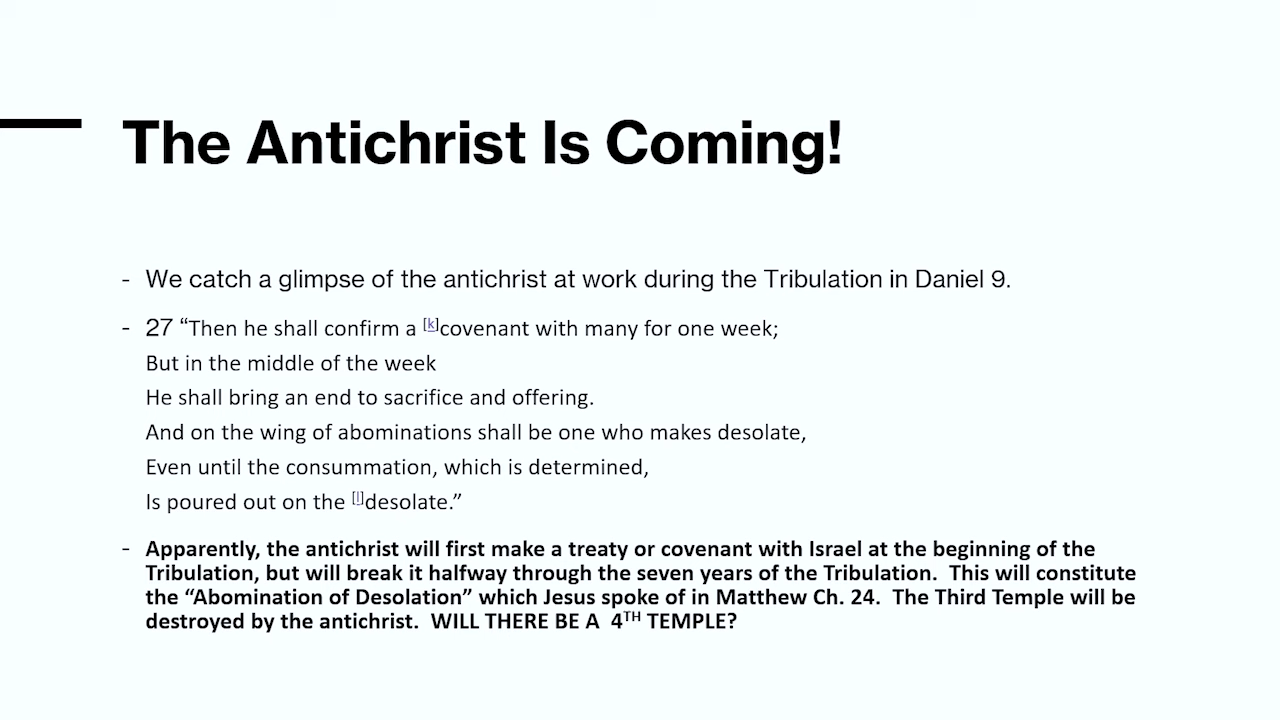 The Antichrist Is Coming!
- We catch a glimpse of the antichrist at work during the Tribulation in Daniel 9.
- 27 “Then he shall confirm a [k]covenant with many for one week;
But in the middle of the week
He shall bring an end to sacrifice and offering.
And on the wing of abominations shall be one who makes desolate,
Even until the consummation, which is determined,
Is poured out on the [l]desolate.”
- Apparently, the antichrist will first make a treaty or covenant with Israel at the beginning of the
Tribulation, but will break it halfway through the seven years of the Tribulation.  This will constitute
the “Abomination of Desolation” which Jesus spoke of in Matthew Ch. 24.  The Third Temple will be
destroyed by the antichrist.  WILL THERE BE A  4TH TEMPLE?